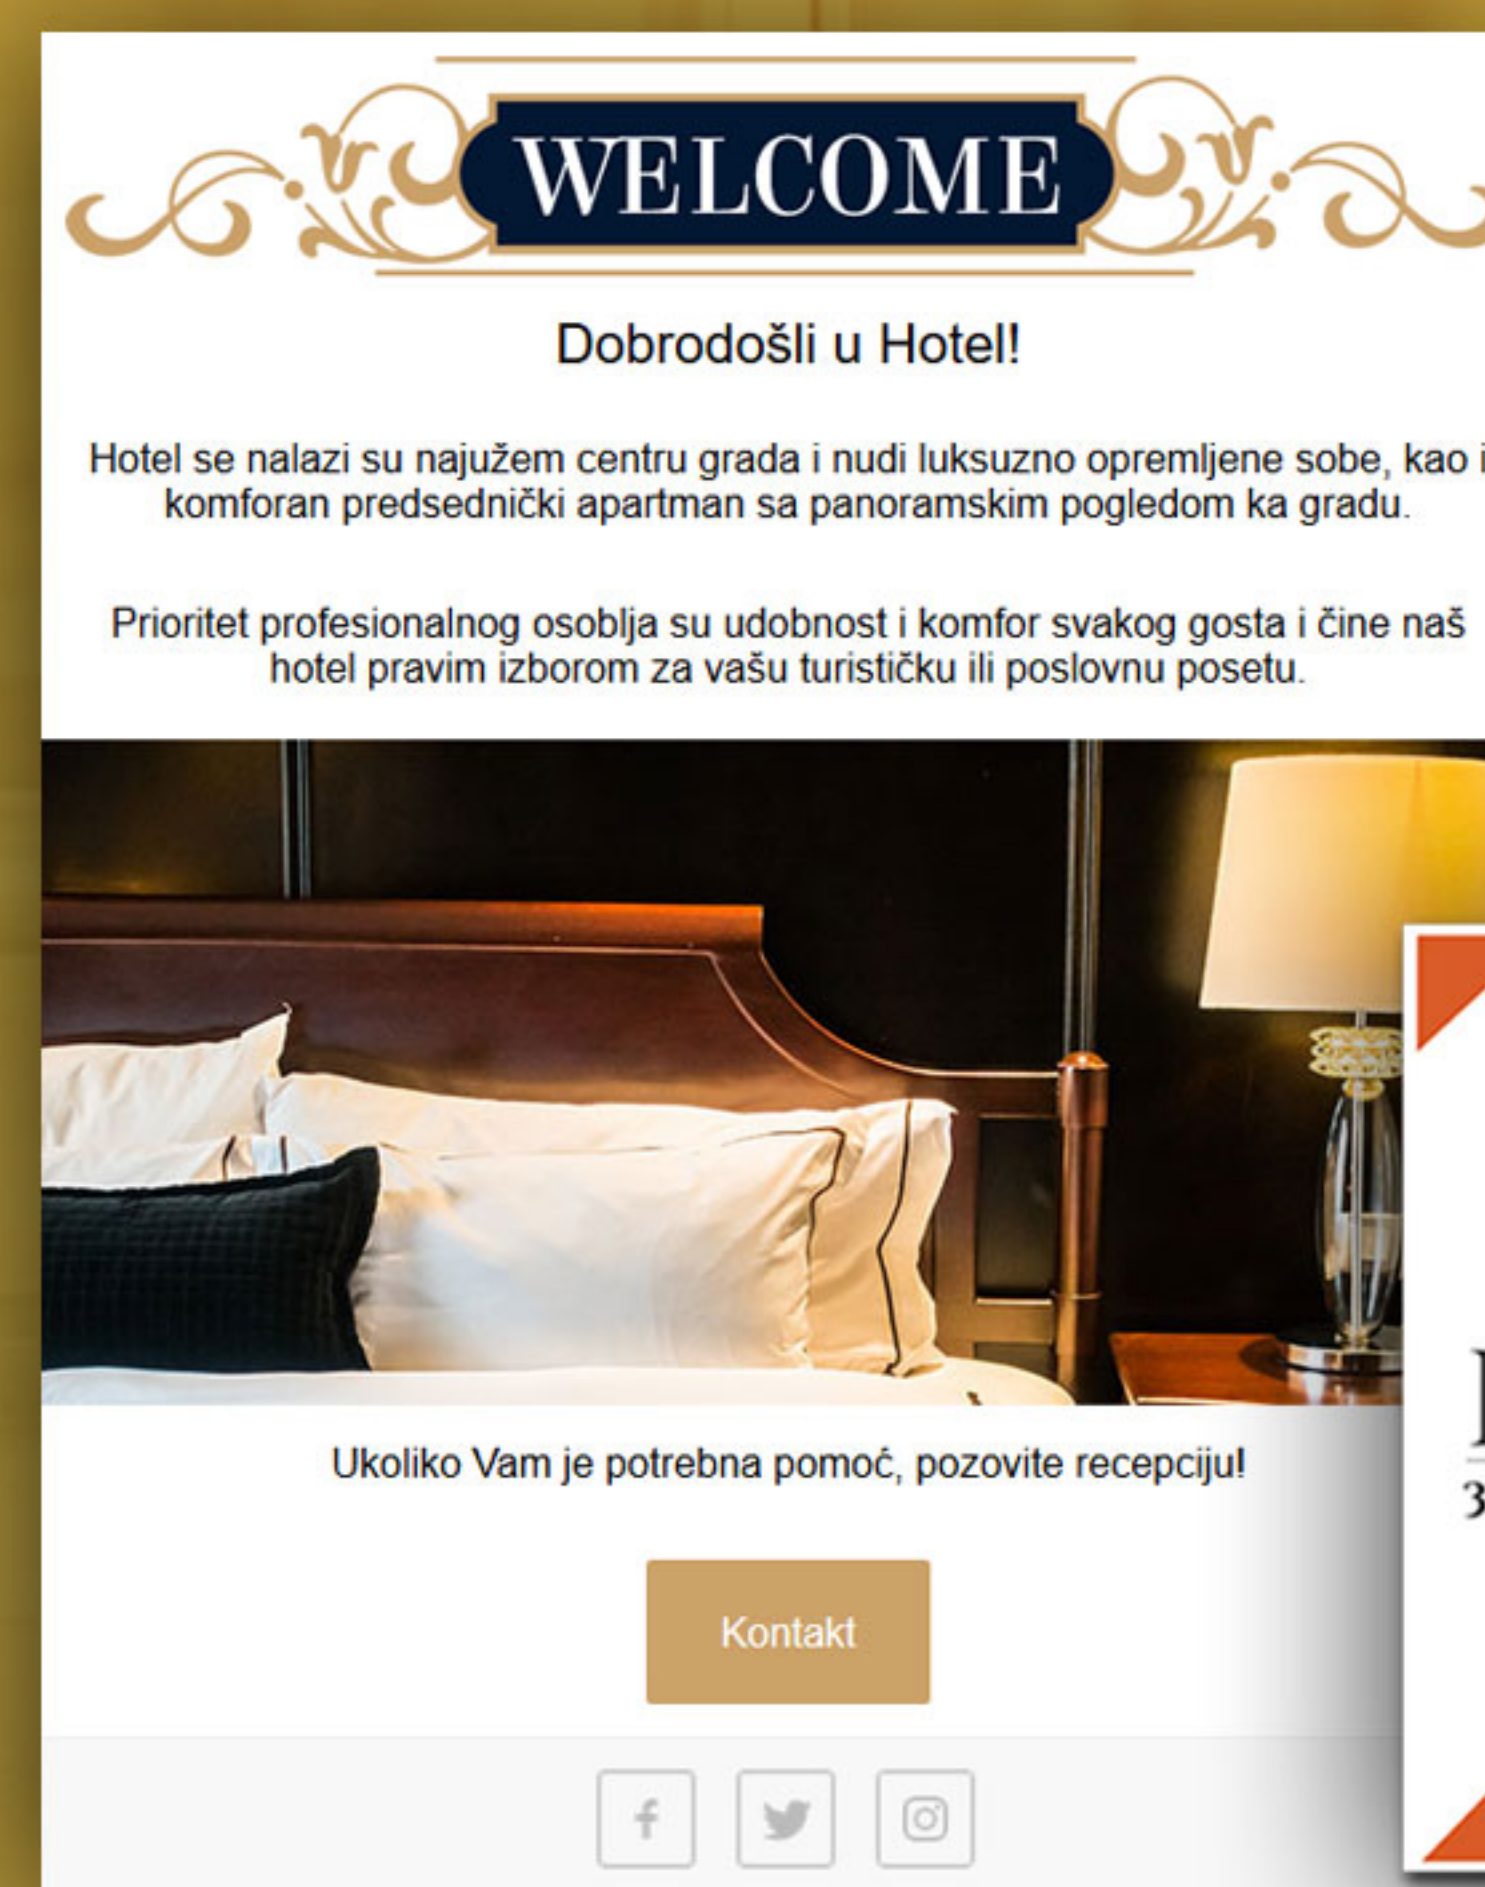 WELCOME
Dobrodošli u Hotel!
Hotel se nalazi su najužem centru grada i nudi luksuzno opremljene sobe, kao i
komforan predsednički apartman sa panoramskim pogledom ka gradu.
Prioritet profesionalnog osoblja su udobnost i komfor svakog gosta i čine naš
hotel pravim izborom za vašu turističku ili poslovnu posetu.
Ukoliko Vam je potrebna pomoć, pozovite recepciju!
Kontakt